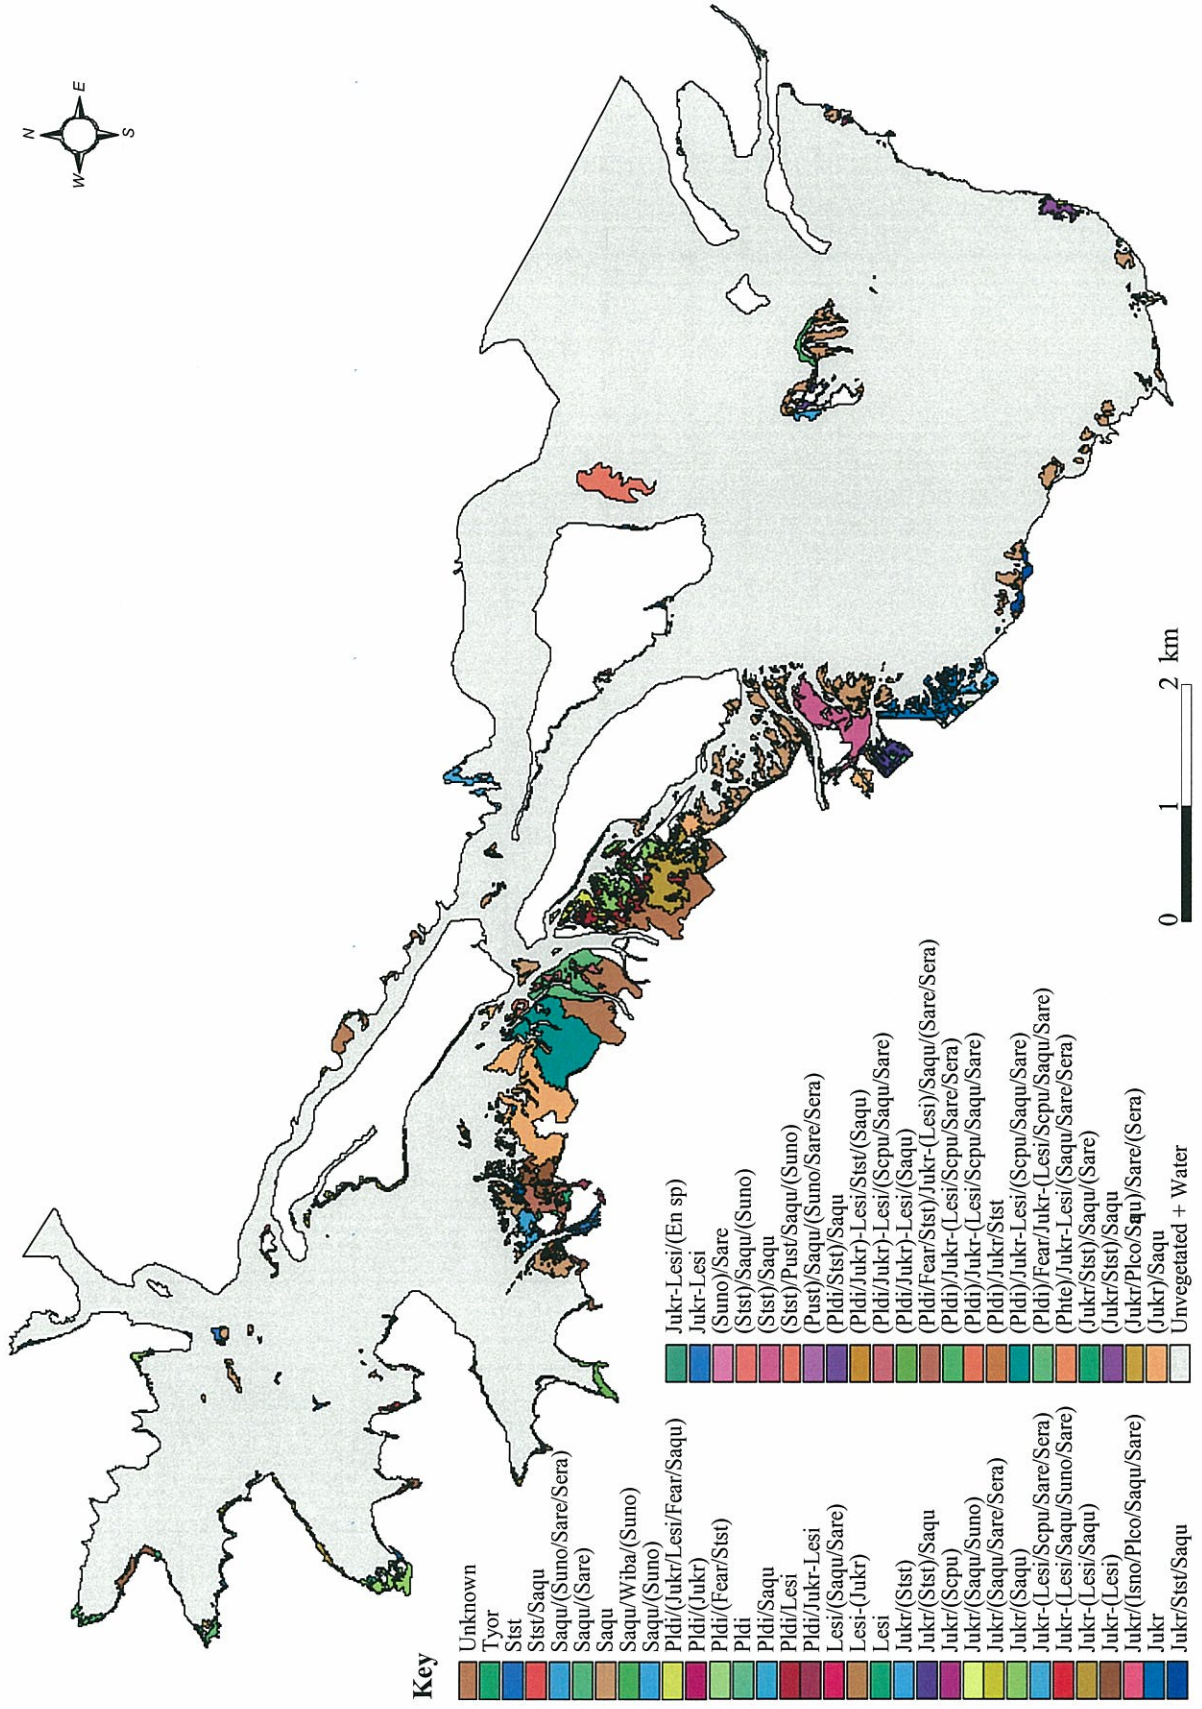 N
W
E
S
Key
Unknown
Tyor
Stst
Stst/Saqu
Saqu/(Suno/Sare/Sera)
Saqu/(Sare)
Saqu
Saqu/Wiba/(Suno)
Saqu/(Suno)
Pldi/(Jukr/Lesi/Fear/Saqu)
Pldi/(Jukr)
Pldi/(Fear/Stst)
Pldi
Pldi/Saqu
Pldi/Lesi
Pldi/Jukr-Lesi
Lesi/(Saqu/Sare)
Lesi-(Jukr)
Lesi
Jukr/(Stst)
Jukr/(Stst)/Saqu
Jukr/(Scpu)
Jukr/(Saqu/Suno)
Jukr/(Saqu/Sare/Sera)
Jukr/(Saqu)
Jukr-(Lesi/Scpu/Sare/Sera)
Jukr-(Lesi/Saqu/Suno/Sare)
Jukr-(Lesi/Saqu)
Jukr-(Lesi)
Jukr/(Isno/Plco/Saqu/Sare)
Jukr
Jukr/Stst/Saqu
Jukr-Lesi/(En sp)
Jukr-Lesi
(Suno)/Sare
(Stst)/Saqu/(Suno)
(Stst)/Saqu
(Stst)/Pust/Saqu/(Suno)
(Pust)/Saqu/(Suno/Sare/Sera)
(Pldi/Stst)/Saqu
(Pldi/Jukr)-Lesi/Stst/(Saqu)
(Pldi/Jukr)-Lesi/(Scpu/Saqu/Sare)
(Pldi/Jukr)-Lesi/(Saqu)
(Pldi/Fear/Stst)/Jukr-(Lesi)/Saqu/(Sare/Sera)
(Pldi)/Jukr-(Lesi/Scpu/Sare/Sera)
(Pldi)/Jukr-(Lesi/Scpu/Saqu/Sare)
(Pldi)/Jukr/Stst
(Pldi)/Jukr-Lesi/(Scpu/Saqu/Sare)
(Pldi)/Fear/Jukr-(Lesi/Scpu/Saqu/Sare)
(Phte)/Jukr-Lesi/(Saqu/Sare/Sera)
(Jukr/Stst)/Saqu/(Sare)
(Jukr/Stst)/Saqu
(Jukr/Plco/Saqu)/Sare/(Sera)
(Jukr)/Saqu
Unvegetated + Water
0 1 2 km